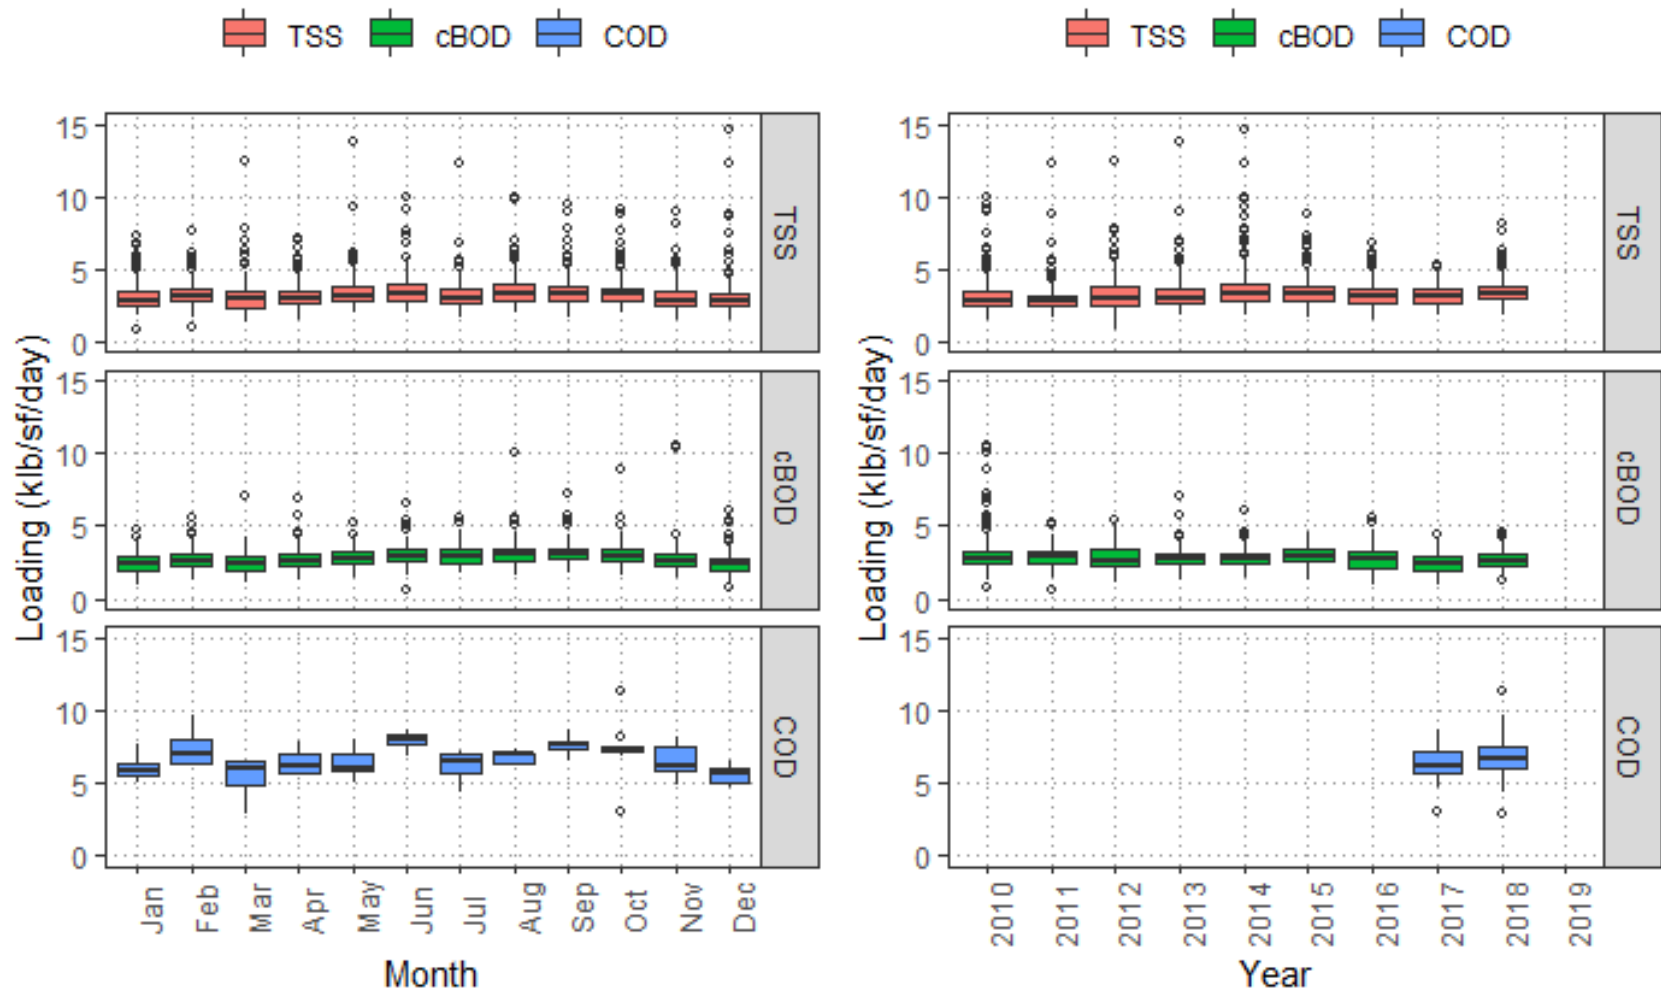 TSS cBOD COD
Loading (klb/sf/day)
15
10
5
0
TSS
15
10
5
0
cBOD
15
10
5
0
COD
Jan Feb Mar Apr May Jun Jul Aug Sep Oct Nov Dec
Month
TSS cBOD COD
Loading (klb/sf/day)
15
10
5
0
TSS
15
10
5
0
cBOD
15
10
5
0
COD
2010 2011 2012 2013 2014 2015 2016 2017 2018 2019
Year